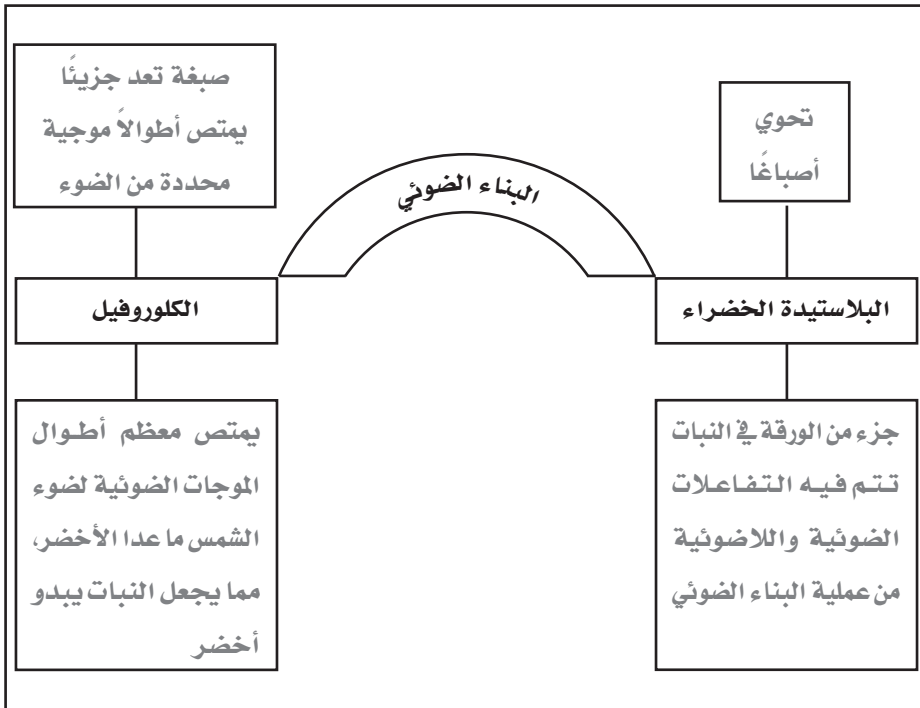 تحوي
أصباغًا
البلاستيدة الخضراء
جزء من الورقة في النبات
تتم فيه التفاعلات
الضوئية واللاضوئية
من عملية البناء الضوئي
البناء الضوئي
صبغة تعد جزيئًا
يمتص أطوالاً موجية
محددة من الضوء
الكلوروفيل
يمتص معظم أطوال
الموجات الضوئية لضوء
الشمس ما عدا الأخضر،
مما يجعل النبات يبدو
أخضر